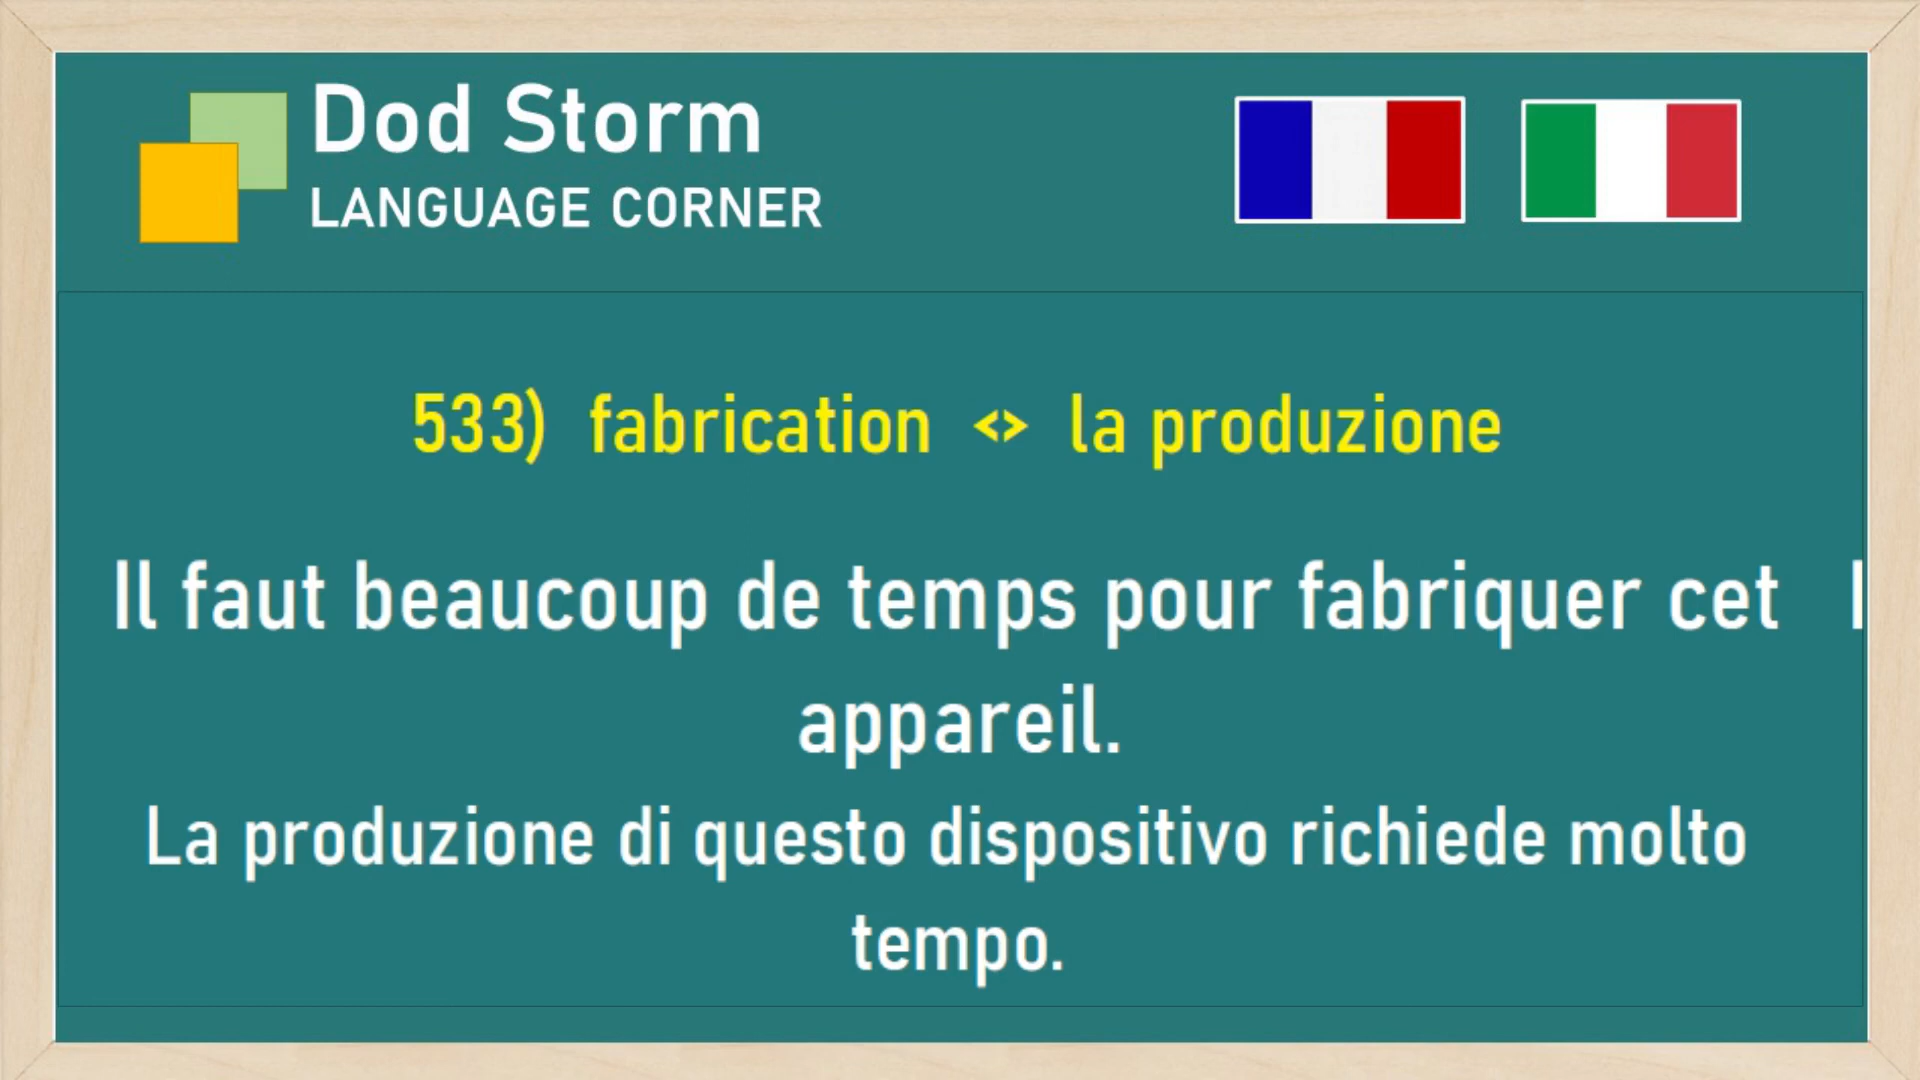 Dod Storm
LANGUAGE CORNER
533) fabrication <> la produzione
Il faut beaucoup de temps pour fabriquer cet
appareil.
La produzione di questo dispositivo richiede molto
tempo.